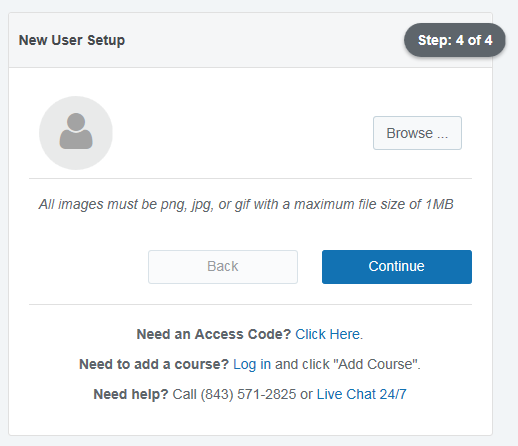 New User Setup
Step: 4 of 4
Browse ...
All images must be png, jpg, or gif with a maximum file size of 1MB
Back
Continue
Need an Access Code? Click Here.
Need to add a course? Log in and click "Add Course".
Need help? Call (843) 571-2825 or Live Chat 24/7